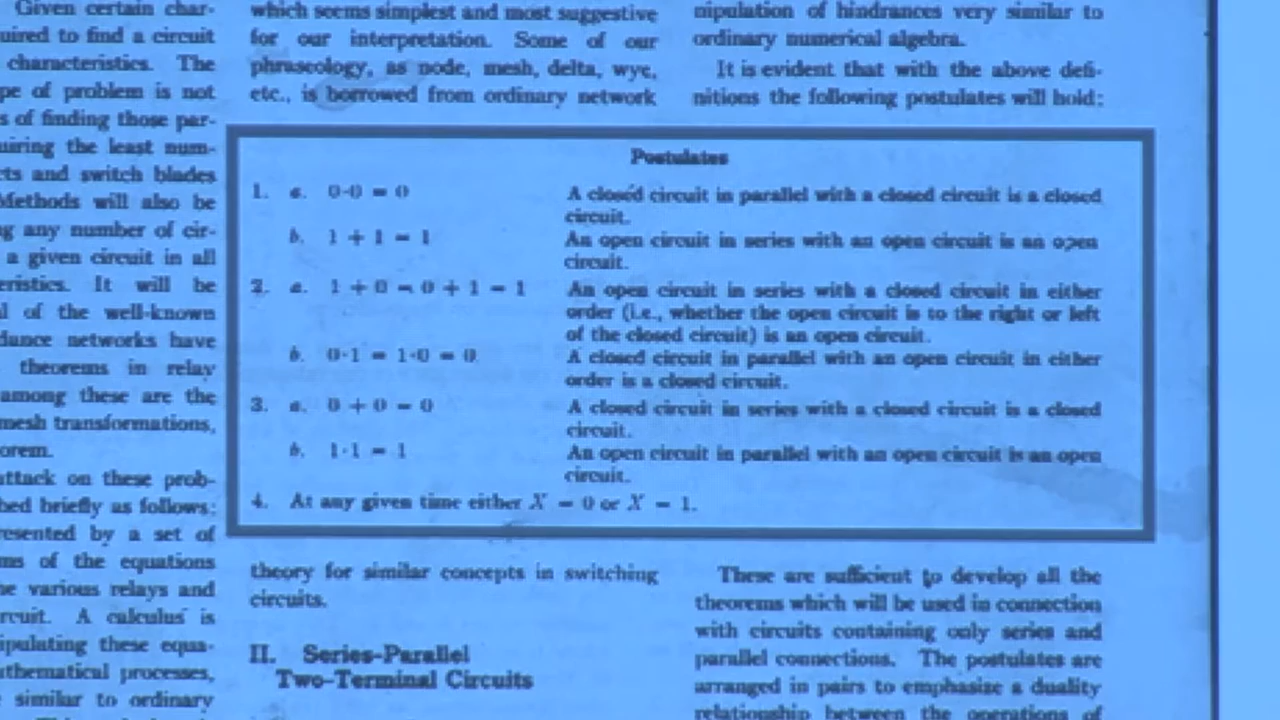 Given certain char-
uired to find a circuit
characteristics. The
pe of problem is not
s of finding those par-
uiring the least num-
cts and switch blades
Methods will also be
ng any number of cir-
a given circuit in all
eristics. It will be
l of the well-known
dance networks have
theorems in relay
among these are the
mesh transformations,
orem.
attack on these prob-
bed briefly as follows:
resented by a set of
ms of the equations
he various relays and
rcuit. A calculus is
ipulating these equa-
thematical processes,
similar to ordinary
which seems simplest and most suggestive
for our interpretation. Some of our
phraseology, as node, mesh, delta, wye,
etc., is borrowed from ordinary network
nipulation of hindrances very similar to
ordinary numerical algebra.
It is evident that with the above defi-
nitions the following postulates will hold:
Postulates
1. a. 0·0 = 0 A closed circuit in parallel with a closed circuit is a closed
circuit.
b. 1 + 1 = 1 An open circuit in series with an open circuit is an open
circuit.
2. a. 1 + 0 = 0 + 1 = 1 An open circuit in series with a closed circuit in either
order (i.e., whether the open circuit is to the right or left
of the closed circuit) is an open circuit.
b. 0·1 = 1·0 = 0 A closed circuit in parallel with an open circuit in either
order is a closed circuit.
3. a. 0 + 0 = 0 A closed circuit in series with a closed circuit is a closed
circuit.
b. 1·1 = 1 An open circuit in parallel with an open circuit is an open
circuit.
4. At any given time either X = 0 or X = 1.
theory for similar concepts in switching
circuits.
II. Series-Parallel
Two-Terminal Circuits
These are sufficient to develop all the
theorems which will be used in connection
with circuits containing only series and
parallel connections. The postulates are
arranged in pairs to emphasize a duality
relationship between the operations of